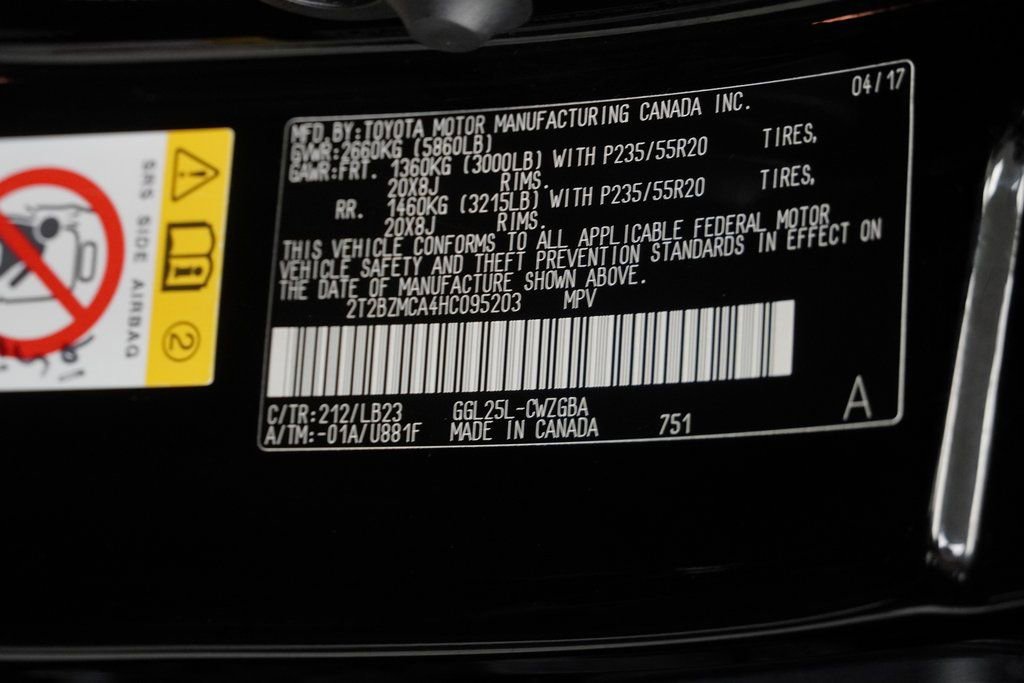 04/17
MFD.BY:TOYOTA MOTOR MANUFACTURING CANADA INC.
GVWR:2660KG (5860LB)
GAWR:FRT. 1360KG (3000LB) WITH P235/55R20 TIRES,
20X8J RIMS.
RR. 1460KG (3215LB) WITH P235/55R20 TIRES,
20X8J RIMS.
THIS VEHICLE CONFORMS TO ALL APPLICABLE FEDERAL MOTOR
VEHICLE SAFETY AND THEFT PREVENTION STANDARDS IN EFFECT ON
THE DATE OF MANUFACTURE SHOWN ABOVE.
2T2BZMCA4HC095203 MPV
C/TR:212/LB23 GGL25L-CWZGBA
A/TM:-01A/U881F MADE IN CANADA 751
A
SRS SIDE AIRBAG
2